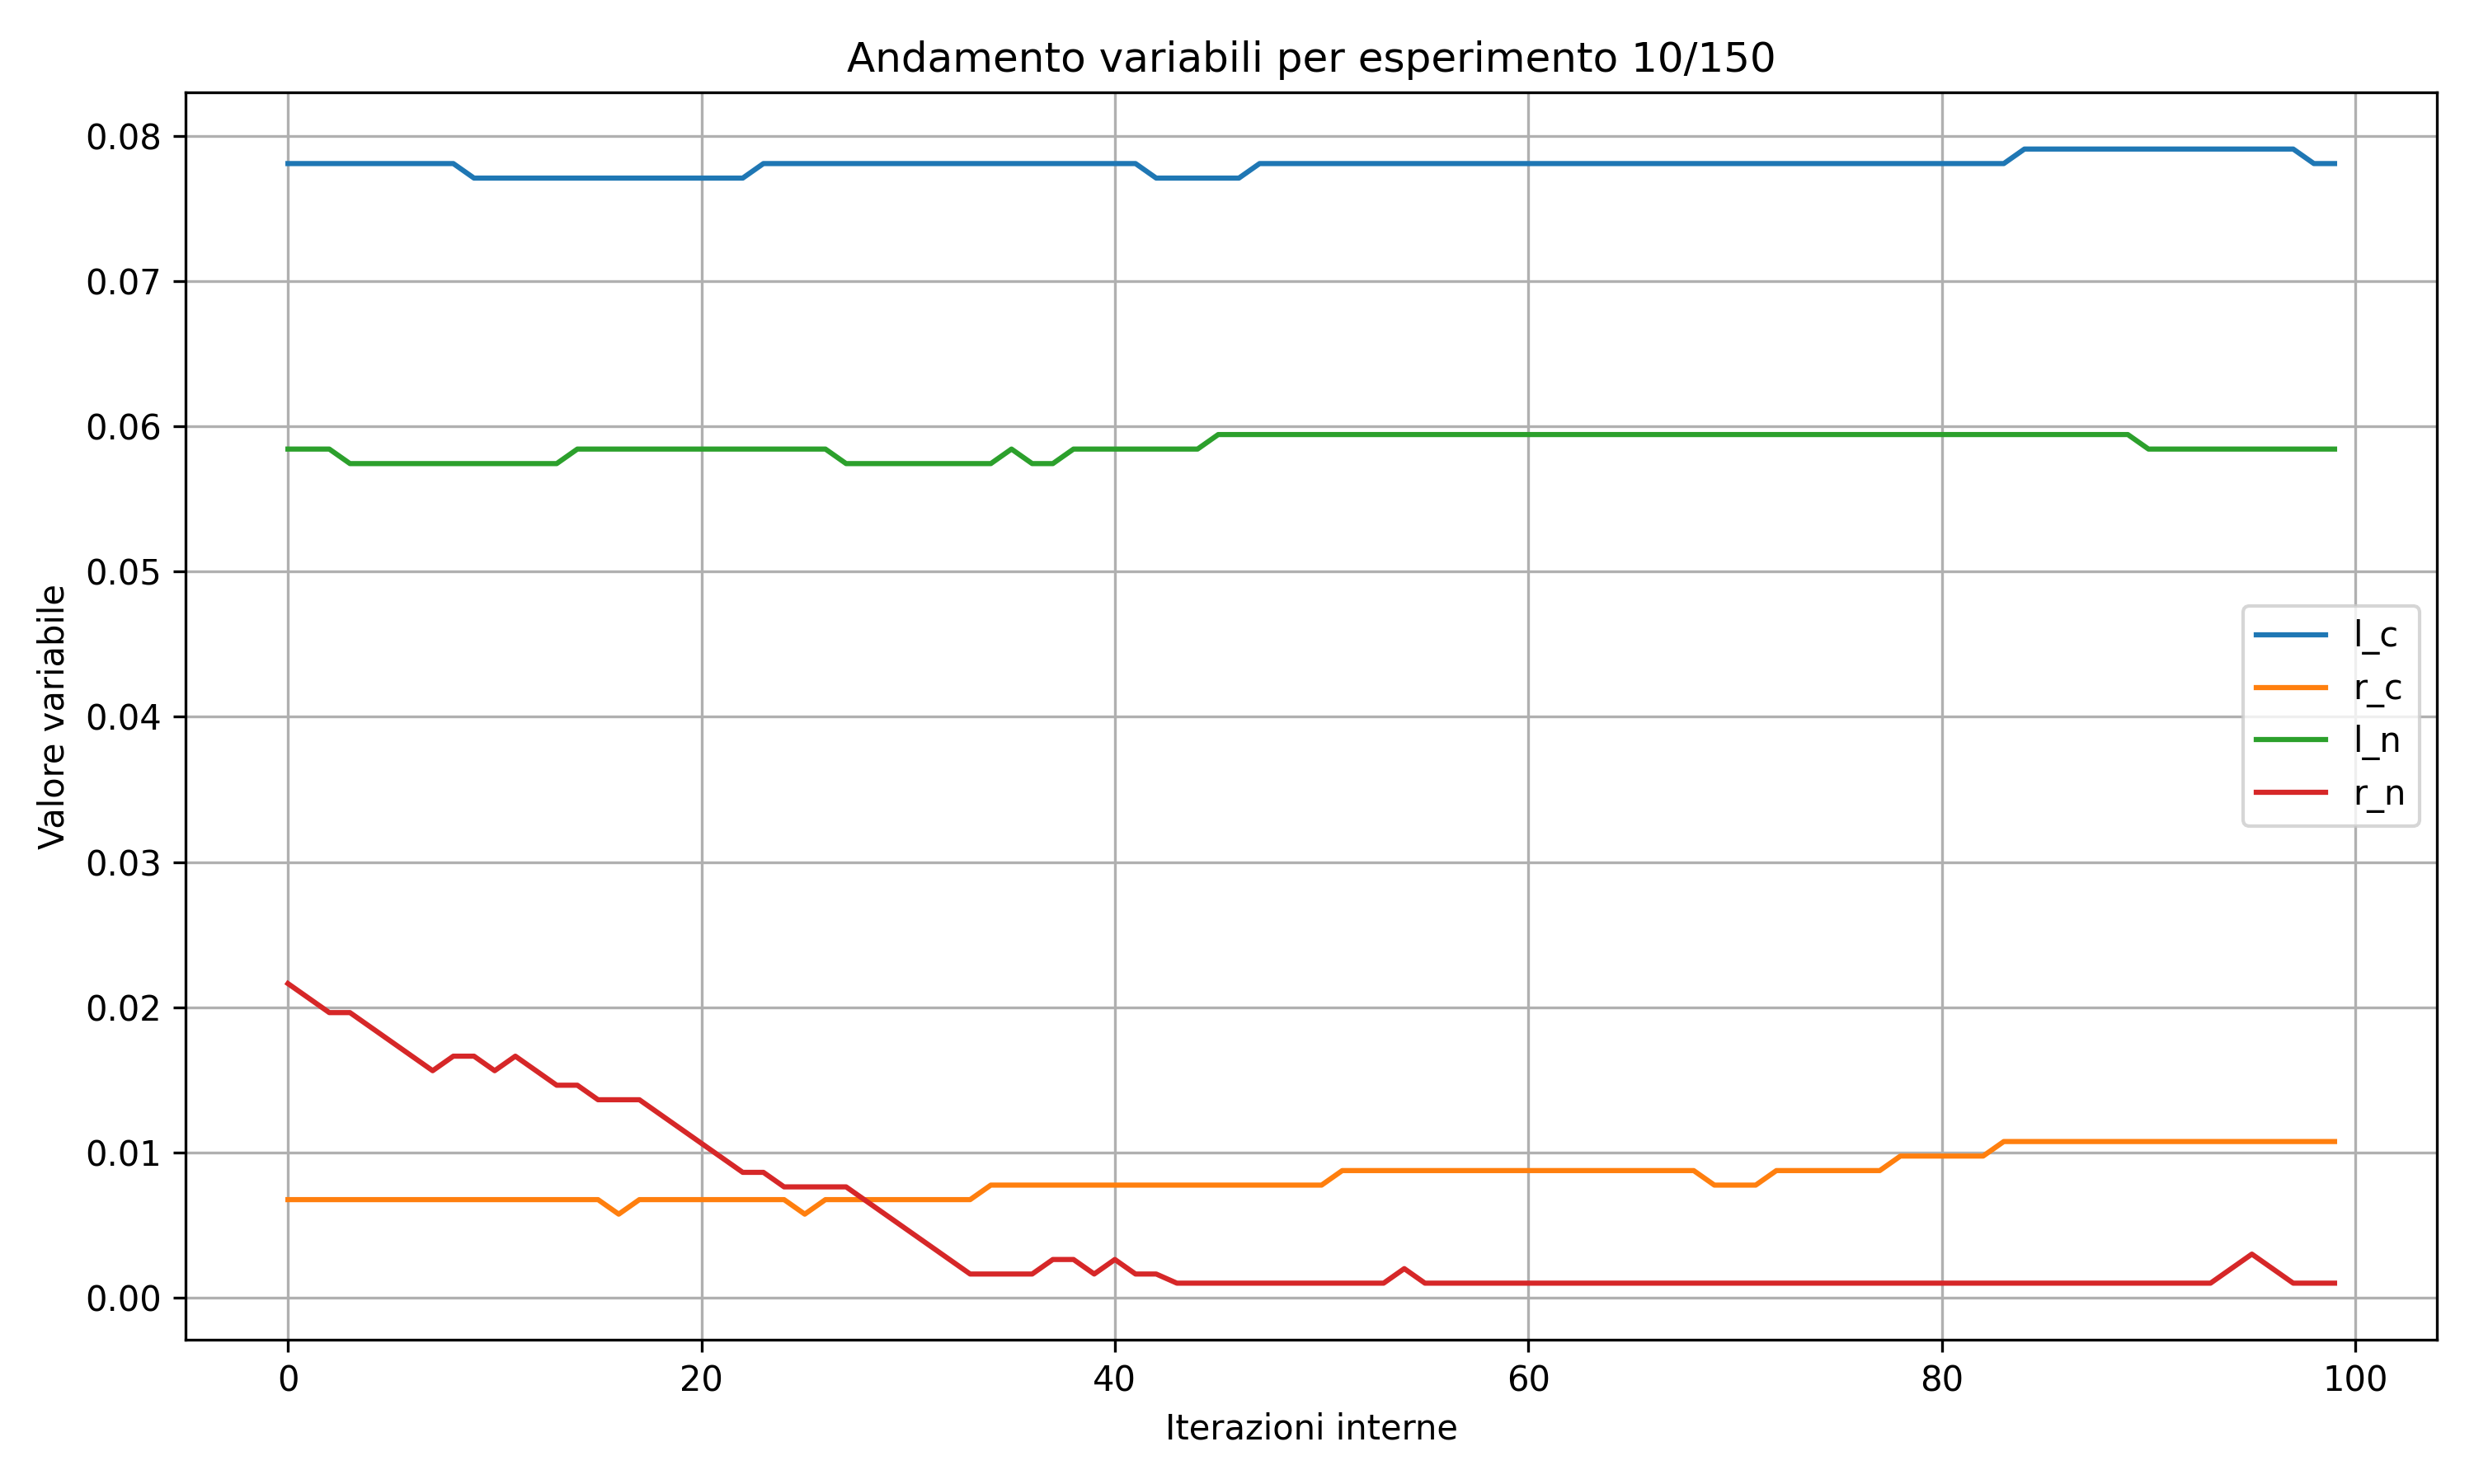 Andamento variabili per esperimento 10/150
0.08
0.07
0.06
0.05
0.04
0.03
0.02
0.01
0.00
Valore variabile
l_c
r_c
l_n
r_n
0 20 40 60 80 100
Iterazioni interne